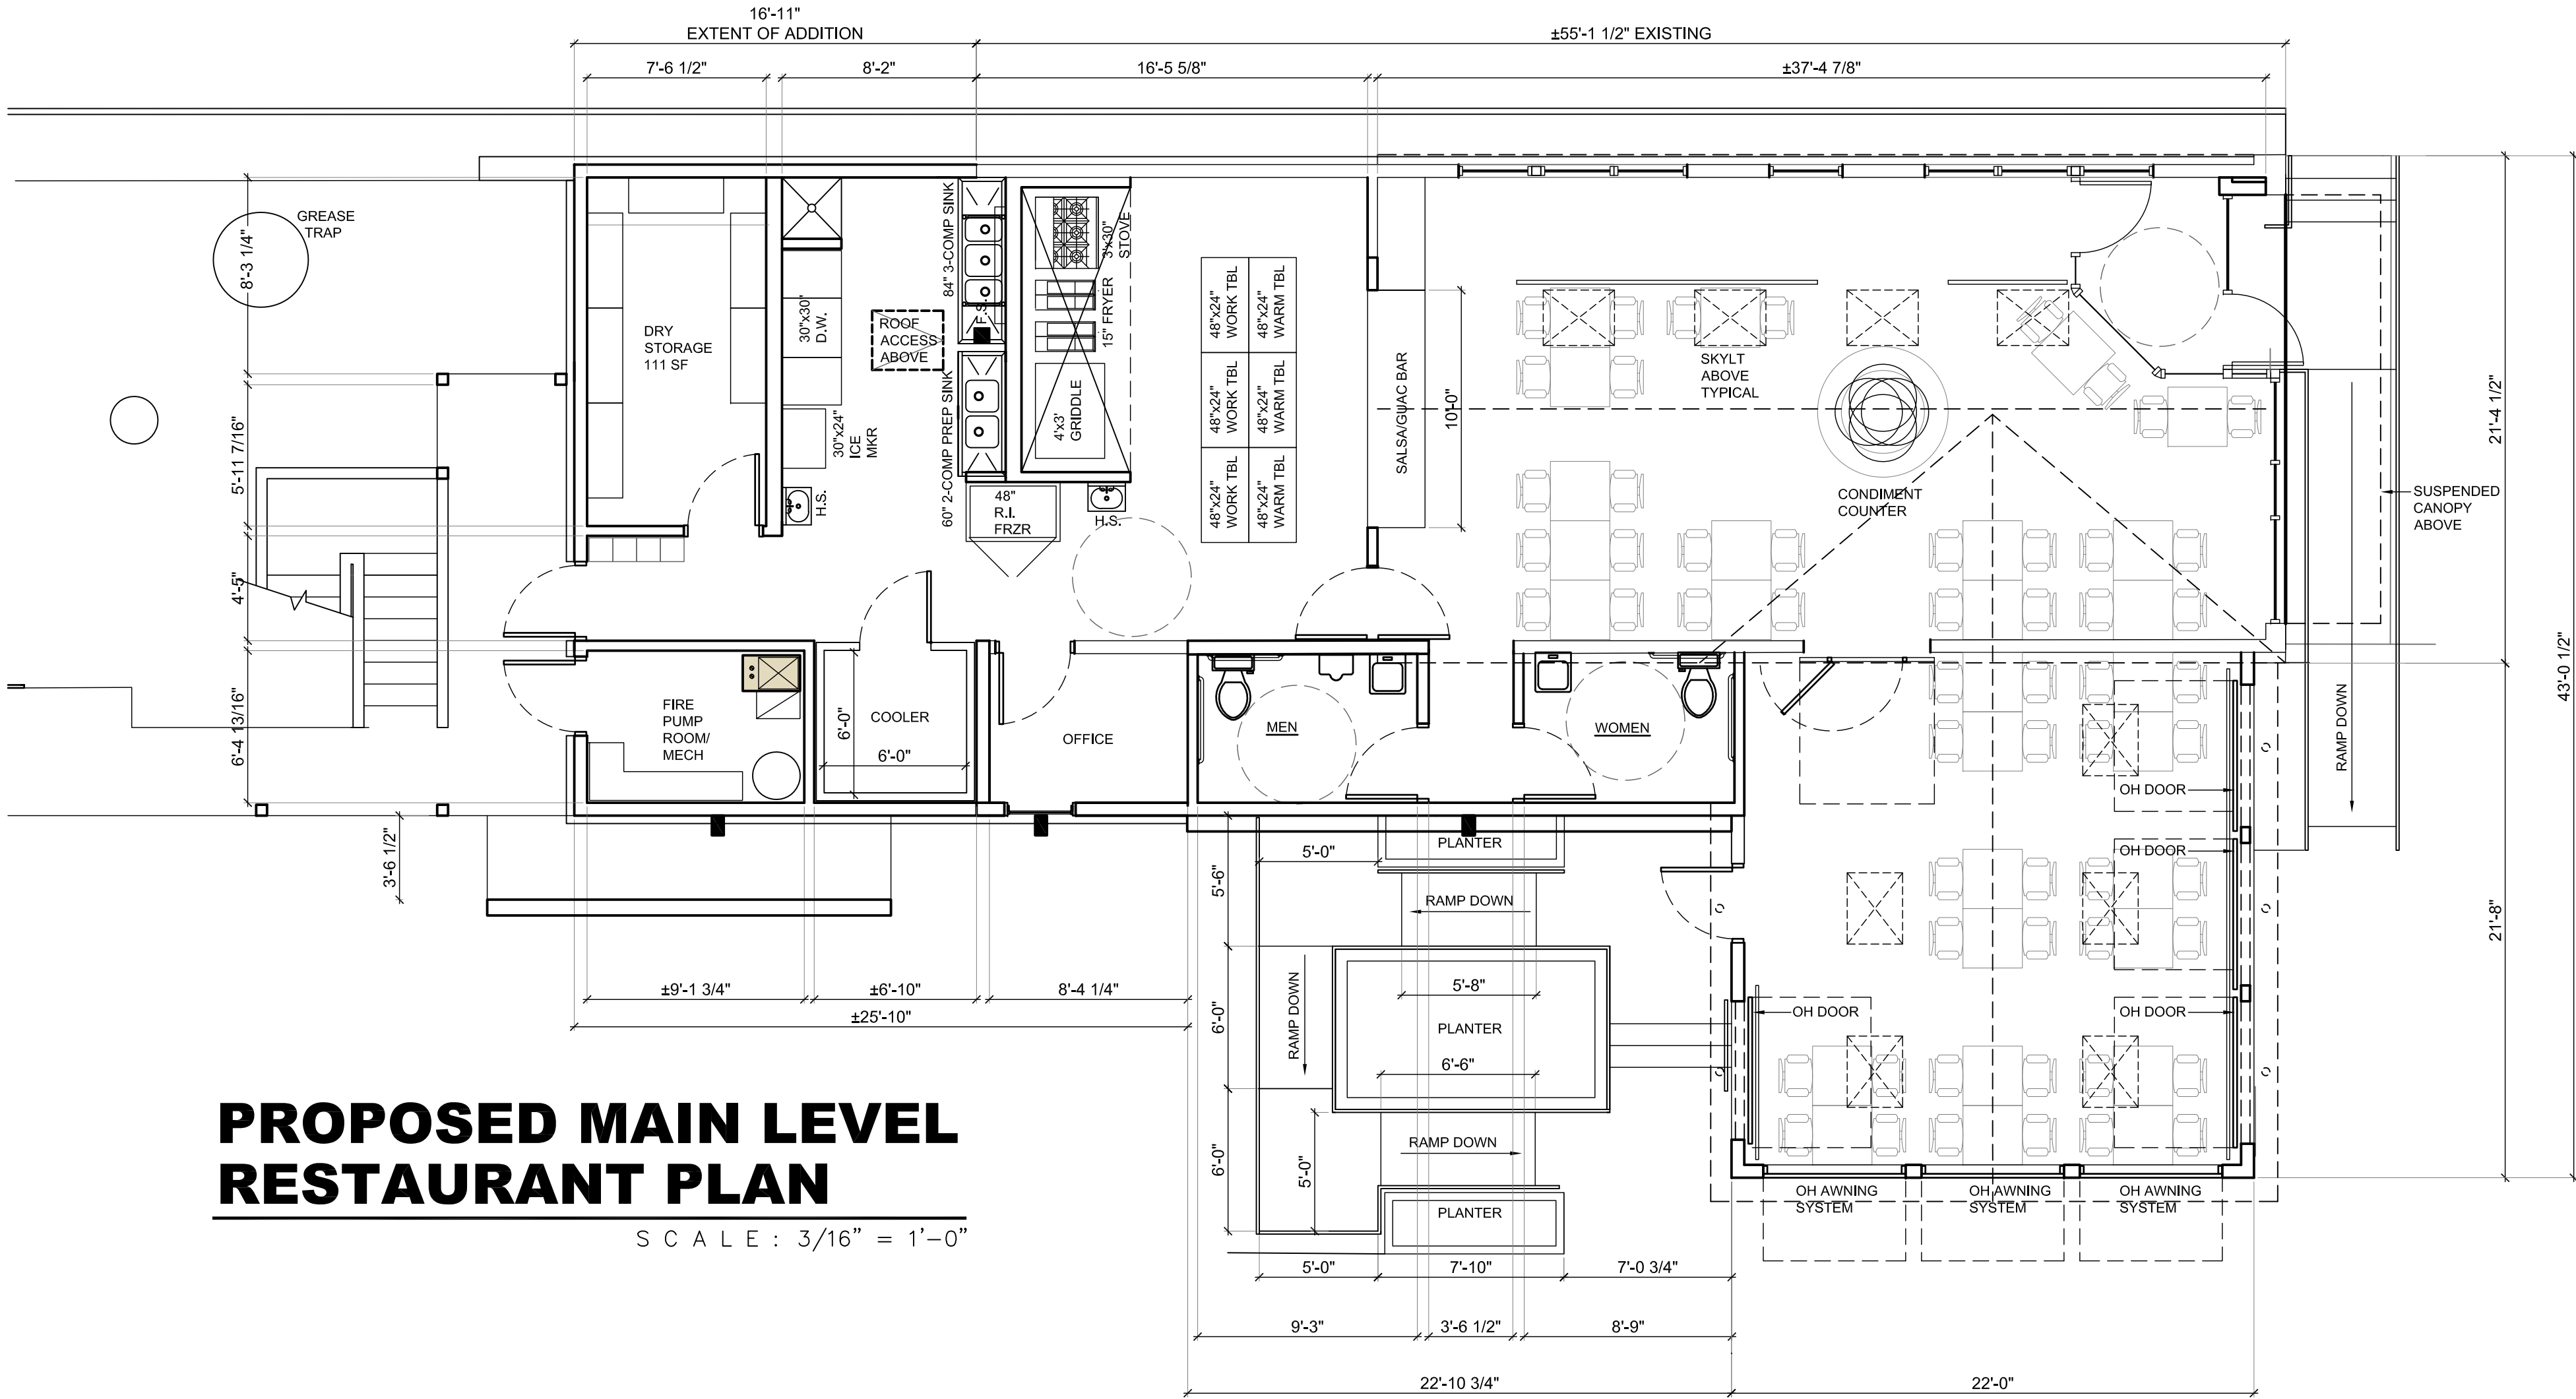 16'-11"
EXTENT OF ADDITION
±55'-1 1/2" EXISTING
7'-6 1/2"
8'-2"
16'-5 5/8"
±37'-4 7/8"
GREASE
TRAP
8'-3 1/4"
5'-11 7/16"
4'-5"
6'-4 13/16"
3'-6 1/2"
DRY
STORAGE
111 SF
30"x30"
D.W.
ROOF
ACCESS
ABOVE
30"x24"
ICE
MKR
H.S.
84" 3-COMP SINK
F.S.
60" 2-COMP PREP SINK
3'x30"
STOVE
15" FRYER
4'x3'
GRIDDLE
48"
R.I.
FRZR
H.S.
48"x24"
WORK TBL
48"x24"
WARM TBL
48"x24"
WORK TBL
48"x24"
WARM TBL
48"x24"
WORK TBL
48"x24"
WARM TBL
SALSA/GUAC BAR
10'-0"
SKYLT
ABOVE
TYPICAL
CONDIMENT
COUNTER
SUSPENDED
CANOPY
ABOVE
21'-4 1/2"
43'-0 1/2"
21'-8"
RAMP DOWN
FIRE
PUMP
ROOM/
MECH
COOLER
6'-0"
6'-0"
OFFICE
MEN
WOMEN
OH DOOR
OH DOOR
OH DOOR
OH DOOR
PLANTER
5'-0"
5'-6"
RAMP DOWN
RAMP DOWN
6'-0"
5'-8"
PLANTER
6'-6"
RAMP DOWN
6'-0"
5'-0"
PLANTER
OH AWNING
SYSTEM
OH AWNING
SYSTEM
OH AWNING
SYSTEM
±9'-1 3/4"
±6'-10"
8'-4 1/4"
±25'-10"
5'-0"
7'-10"
7'-0 3/4"
9'-3"
3'-6 1/2"
8'-9"
22'-10 3/4"
22'-0"
PROPOSED MAIN LEVEL
RESTAURANT PLAN
SCALE: 3/16" = 1'-0"